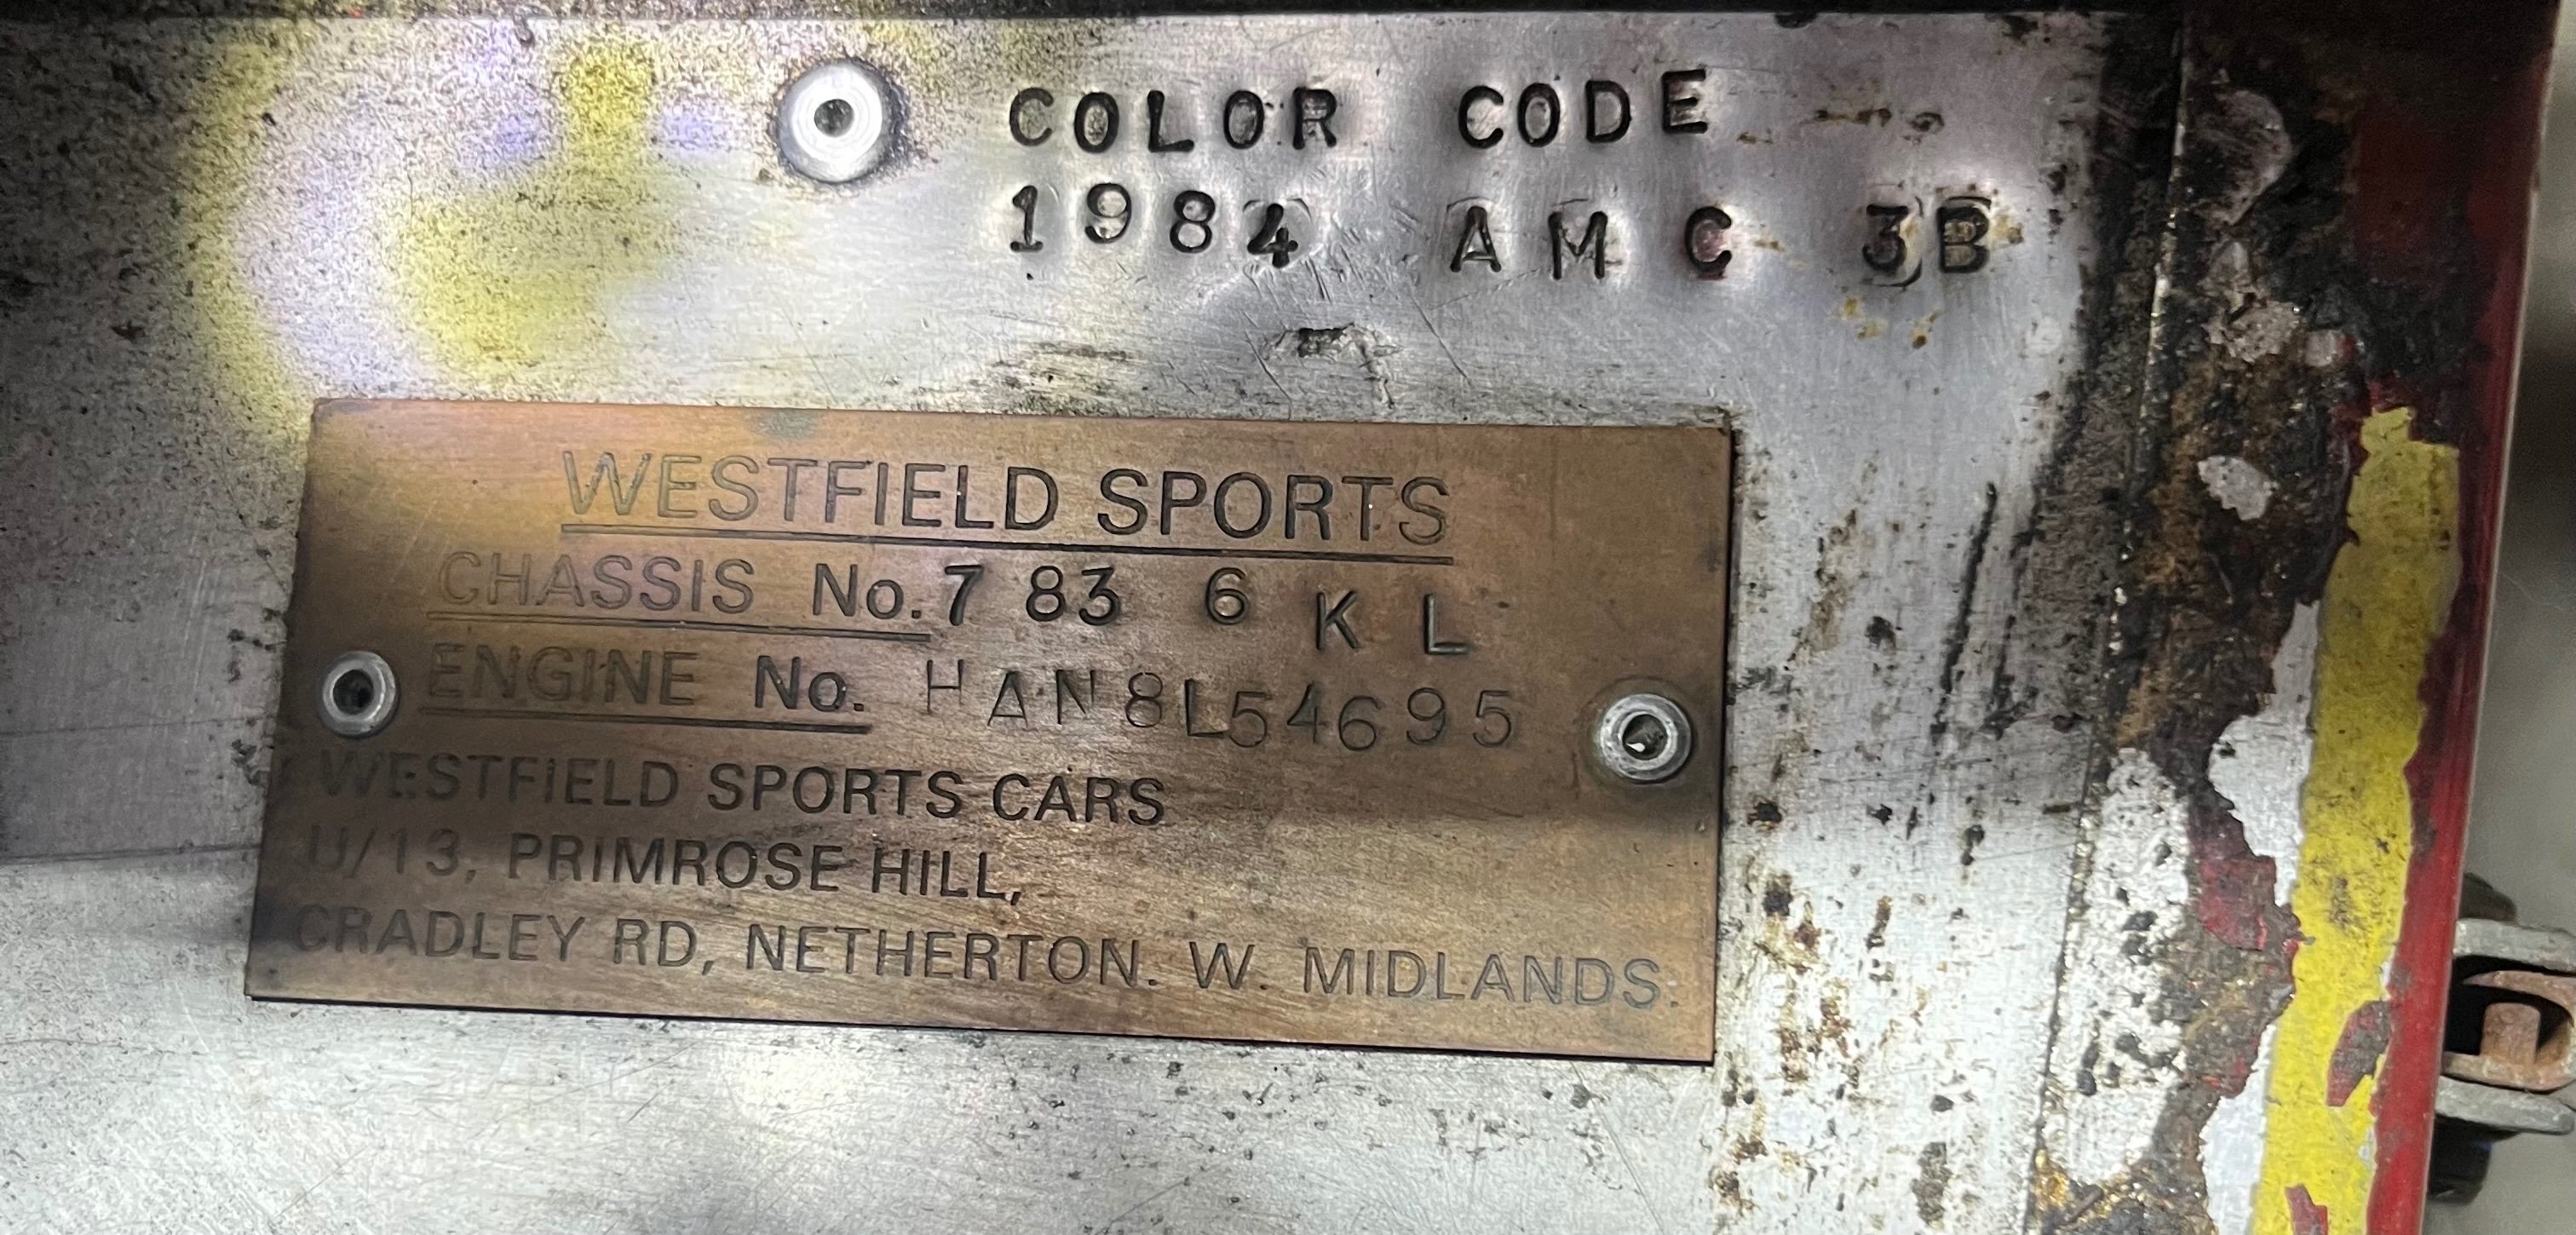 COLOR CODE
1984 AMC 3B
WESTFIELD SPORTS
CHASSIS No. 7 83 6 K L
ENGINE No. HAN8L54695
WESTFIELD SPORTS CARS
U/13, PRIMROSE HILL,
CRADLEY RD, NETHERTON. W. MIDLANDS.